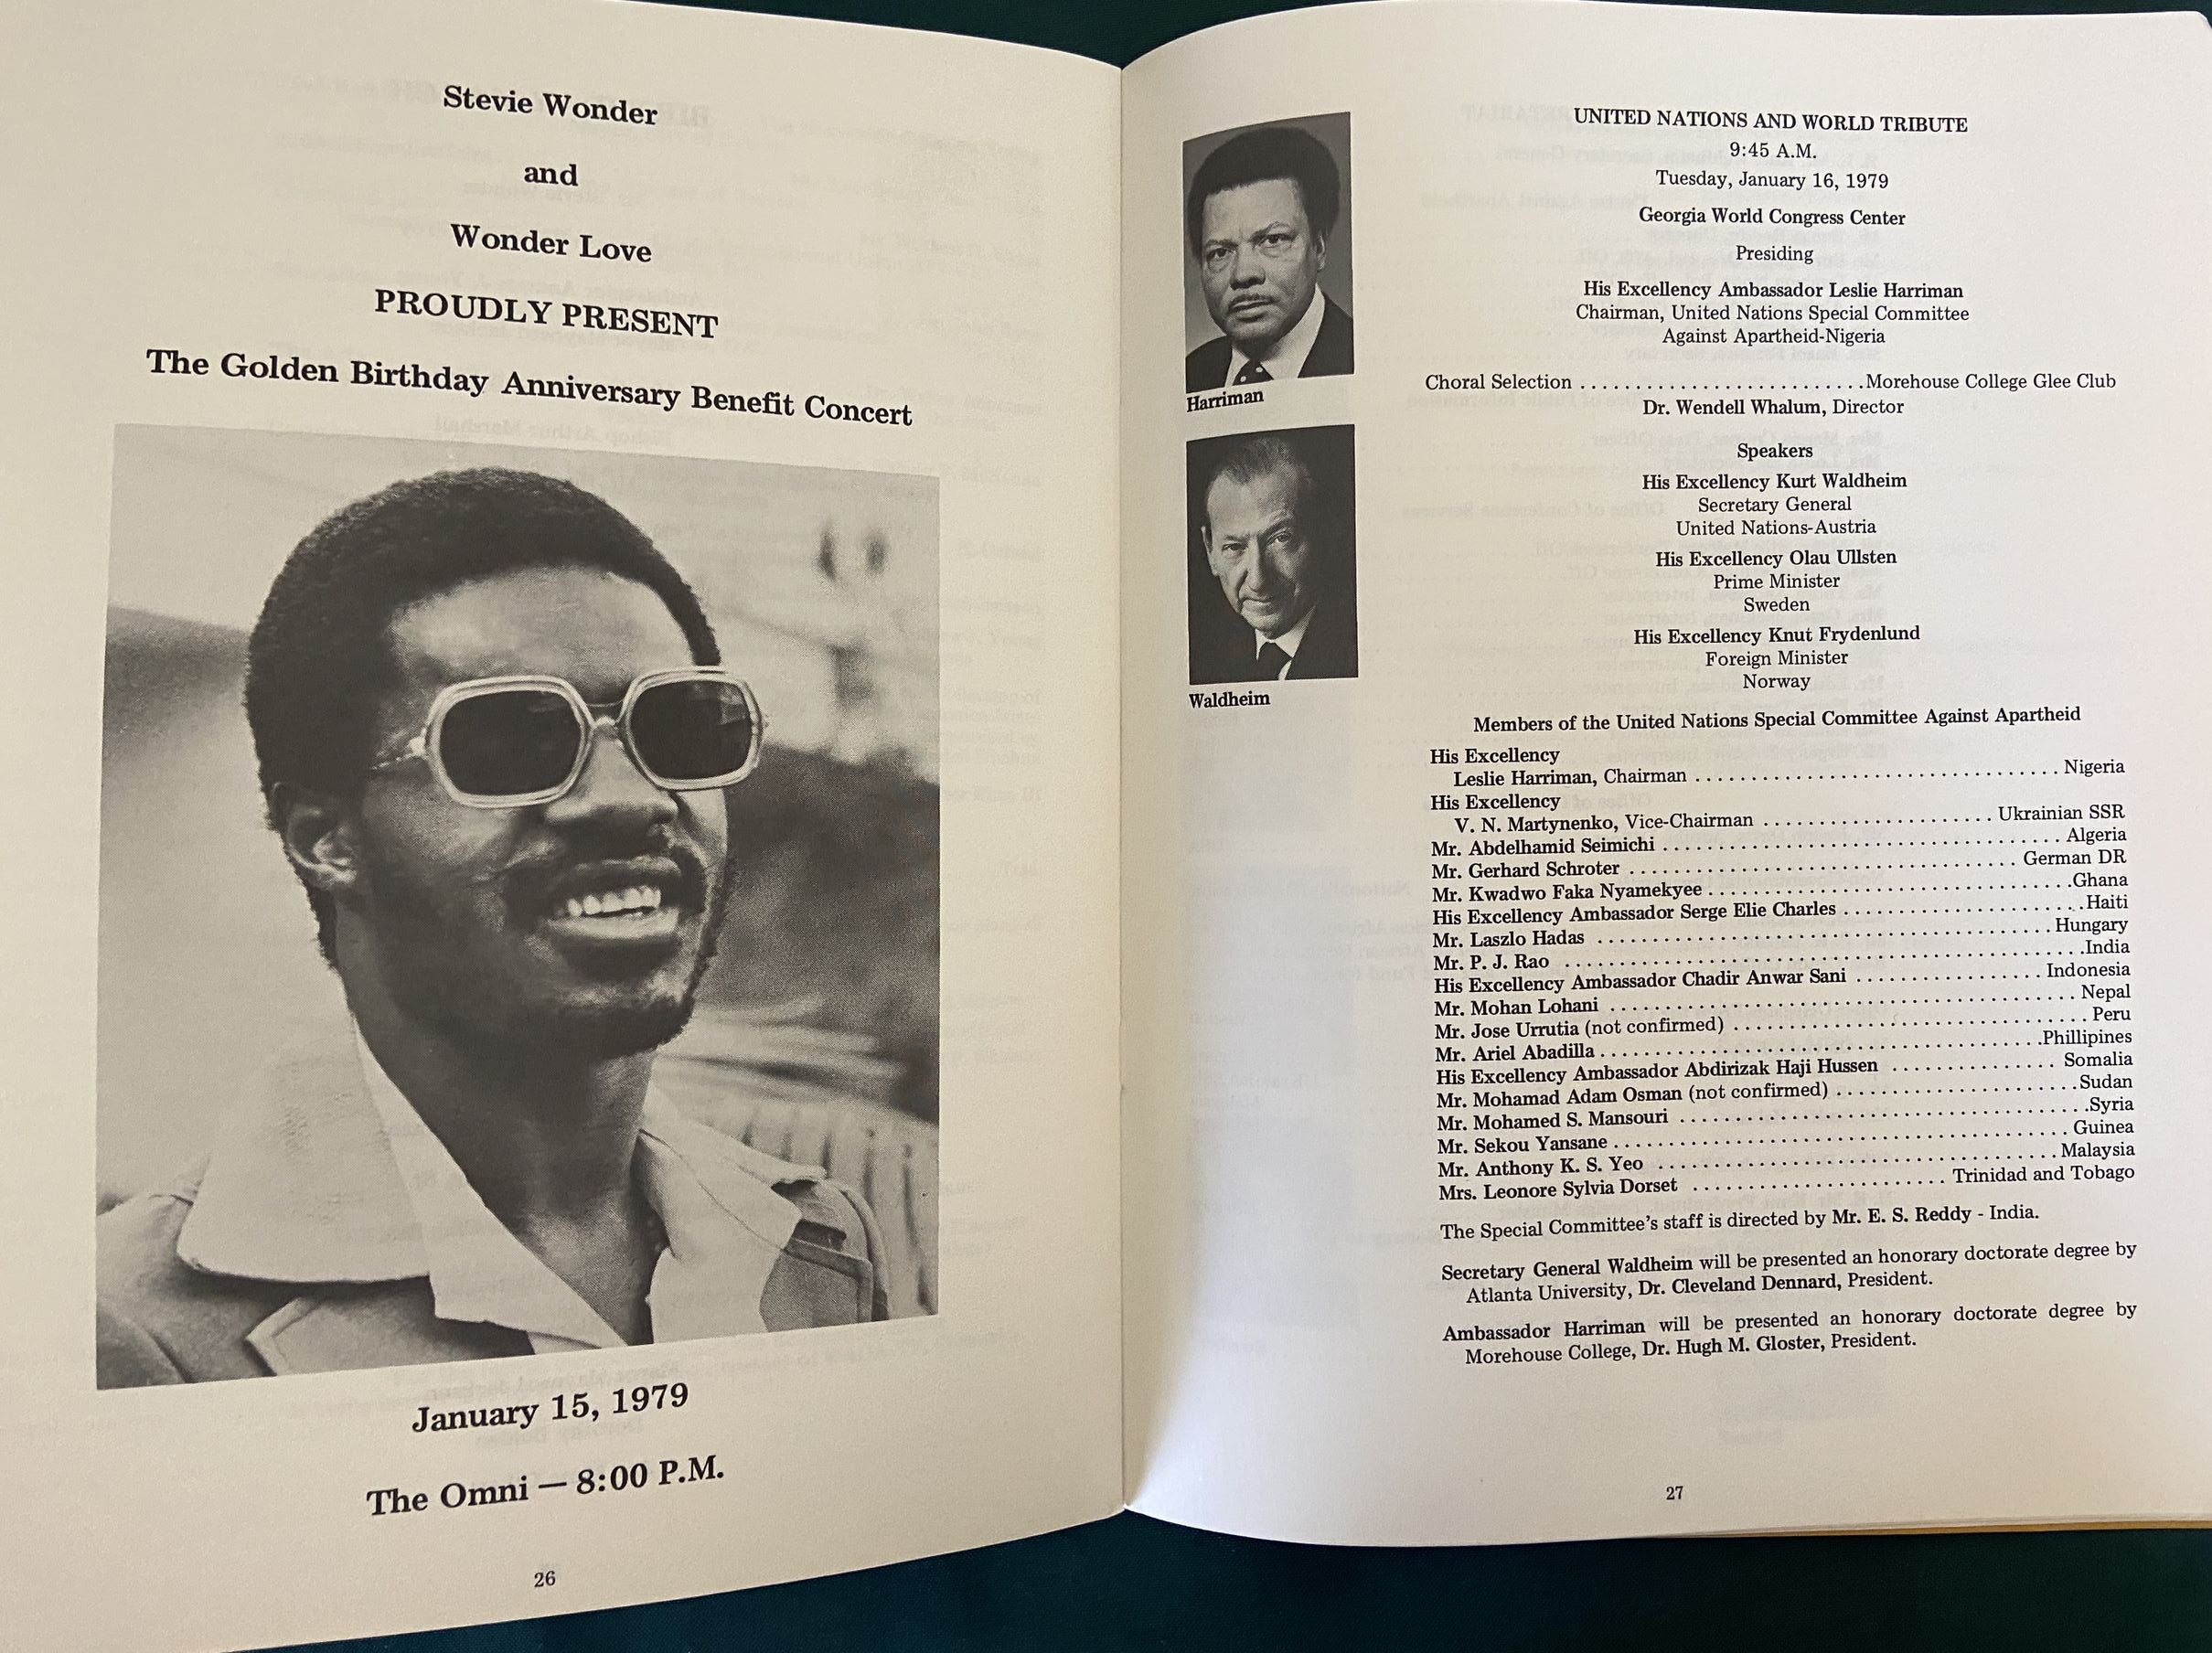 Stevie Wonder
and
Wonder Love
PROUDLY PRESENT
The Golden Birthday Anniversary Benefit Concert
January 15, 1979
The Omni — 8:00 P.M.
26
Harriman
Waldheim
UNITED NATIONS AND WORLD TRIBUTE
9:45 A.M.
Tuesday, January 16, 1979
Georgia World Congress Center
Presiding
His Excellency Ambassador Leslie Harriman
Chairman, United Nations Special Committee
Against Apartheid-Nigeria
Choral Selection .........................Morehouse College Glee Club
Dr. Wendell Whalum, Director
Speakers
His Excellency Kurt Waldheim
Secretary General
United Nations-Austria
His Excellency Olau Ullsten
Prime Minister
Sweden
His Excellency Knut Frydenlund
Foreign Minister
Norway
Members of the United Nations Special Committee Against Apartheid
His Excellency
Leslie Harriman, Chairman ................................ Nigeria
His Excellency
V. N. Martynenko, Vice-Chairman .................... Ukrainian SSR
Mr. Abdelhamid Seimichi ................................... Algeria
Mr. Gerhard Schroter .................................. German DR
Mr. Kwadwo Faka Nyamekyee ................................Ghana
His Excellency Ambassador Serge Elie Charles ......................Haiti
Mr. Laszlo Hadas ........................................Hungary
Mr. P. J. Rao ..............................................India
His Excellency Ambassador Chadir Anwar Sani ................. Indonesia
Mr. Mohan Lohani ......................................... Nepal
Mr. Jose Urrutia (not confirmed) ............................... Peru
Mr. Ariel Abadilla.......................................Phillipines
His Excellency Ambassador Abdirizak Haji Hussen ............... Somalia
Mr. Mohamad Adam Osman (not confirmed) ......................Sudan
Mr. Mohamed S. Mansouri ....................................Syria
Mr. Sekou Yansane ........................................ Guinea
Mr. Anthony K. S. Yeo ................................... Malaysia
Mrs. Leonore Sylvia Dorset ...................... Trinidad and Tobago
The Special Committee's staff is directed by Mr. E. S. Reddy - India.
Secretary General Waldheim will be presented an honorary doctorate degree by
Atlanta University, Dr. Cleveland Dennard, President.
Ambassador Harriman will be presented an honorary doctorate degree by
Morehouse College, Dr. Hugh M. Gloster, President.
27